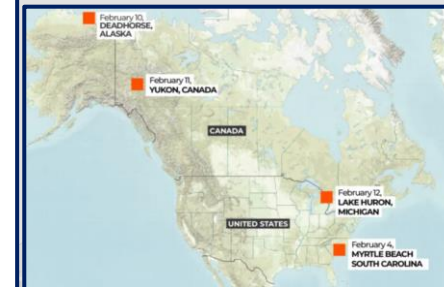 February 10,
DEADHORSE,
ALASKA
February 11,
YUKON, CANADA
CANADA
February 12,
LAKE HURON,
MICHIGAN
UNITED STATES
February 4,
MYRTLE BEACH
SOUTH CAROLINA